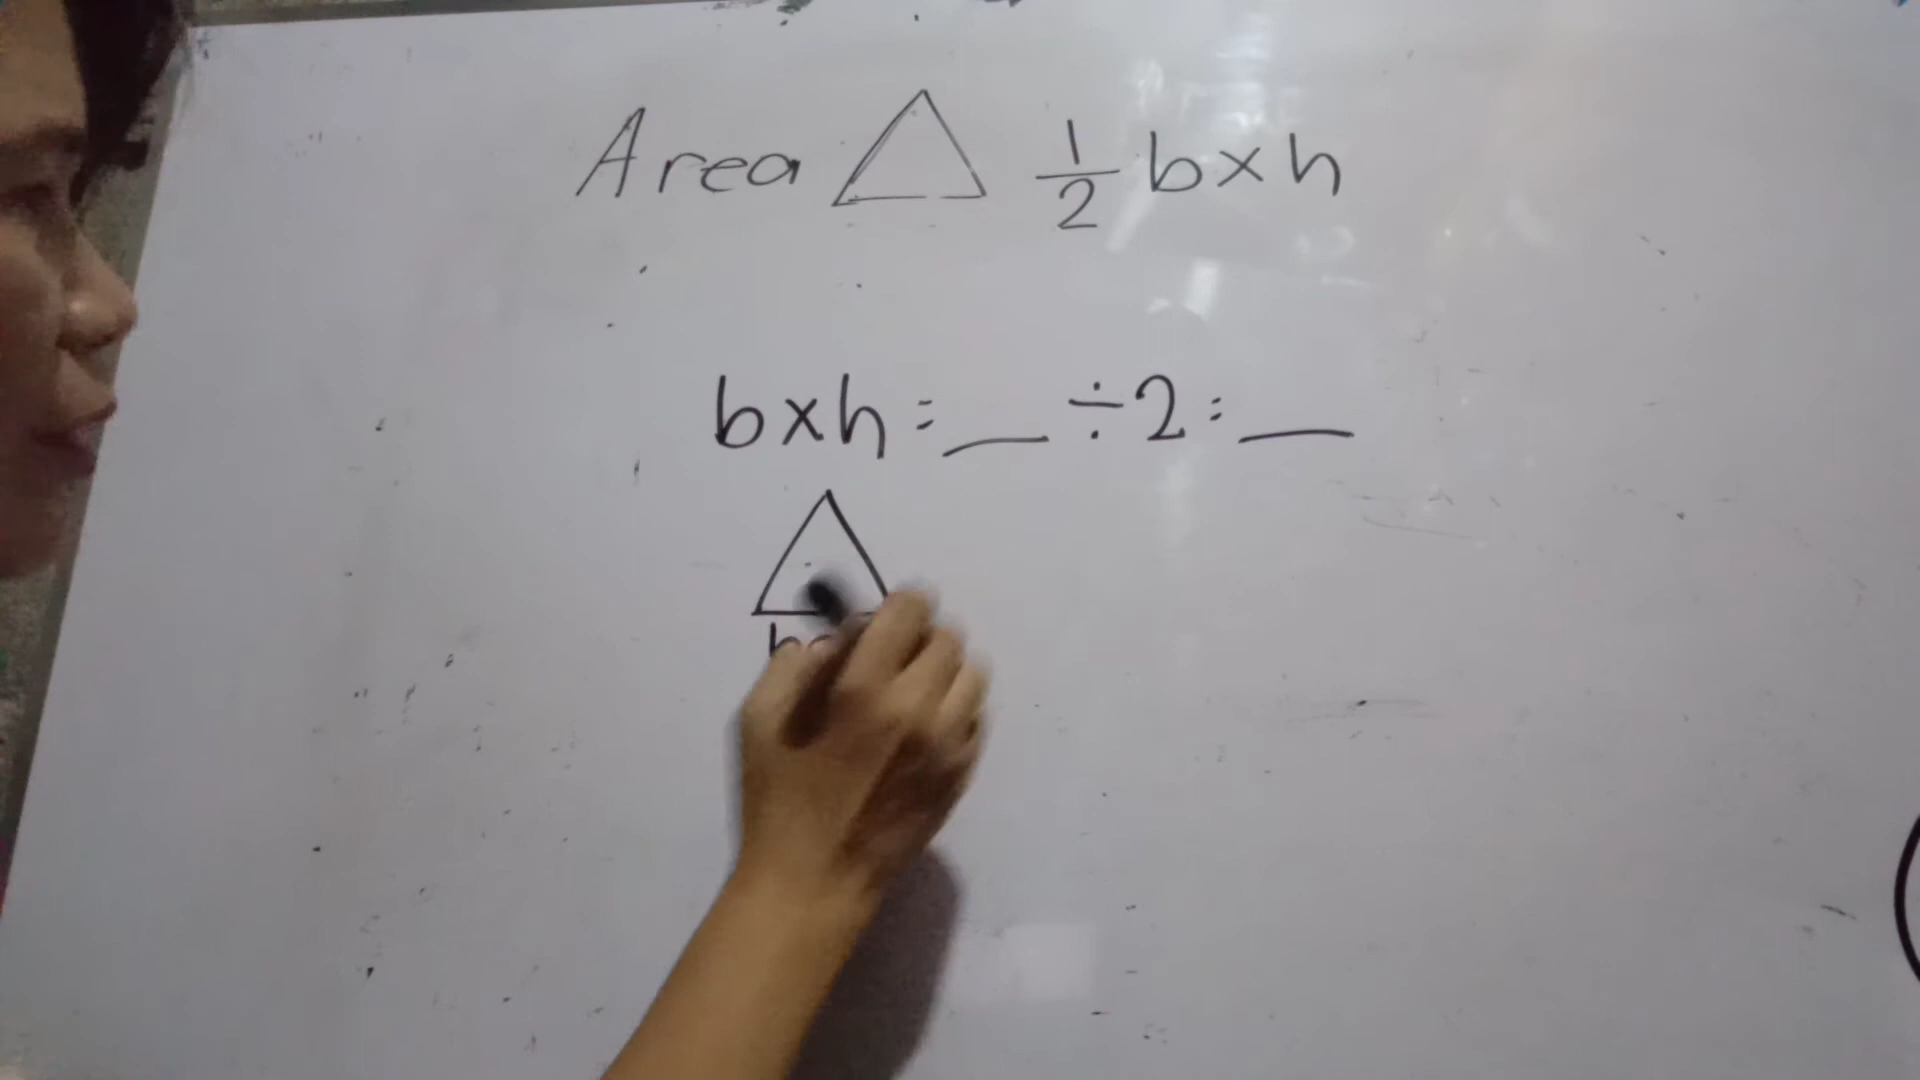 Area △ 1/2 b x h
b x h = __ ÷ 2 = __